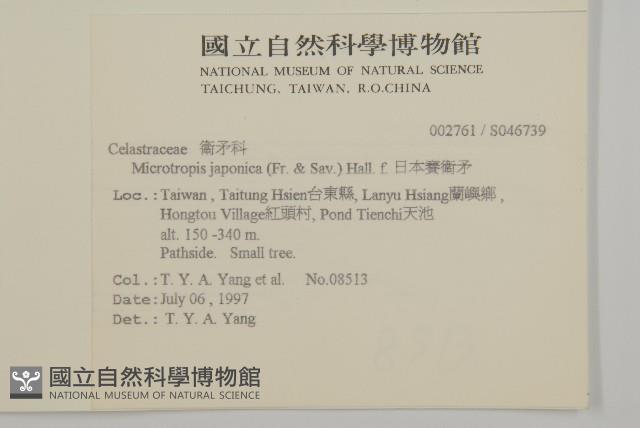 國立自然科學博物館
NATIONAL MUSEUM OF NATURAL SCIENCE
TAICHUNG, TAIWAN, R.O.CHINA
002761 / S046739
Celastraceae 衛矛科
Microtropis japonica (Fr. & Sav.) Hall. f. 日本賽衛矛
Loc.: Taiwan , Taitung Hsien台東縣, Lanyu Hsiang蘭嶼鄉 ,
Hongtou Village紅頭村, Pond Tienchi天池
alt. 150 -340 m.
Pathside. Small tree.
Col.: T. Y. A. Yang et al. No.08513
Date: July 06 , 1997
Det.: T. Y. A. Yang
國立自然科學博物館
NATIONAL MUSEUM OF NATURAL SCIENCE